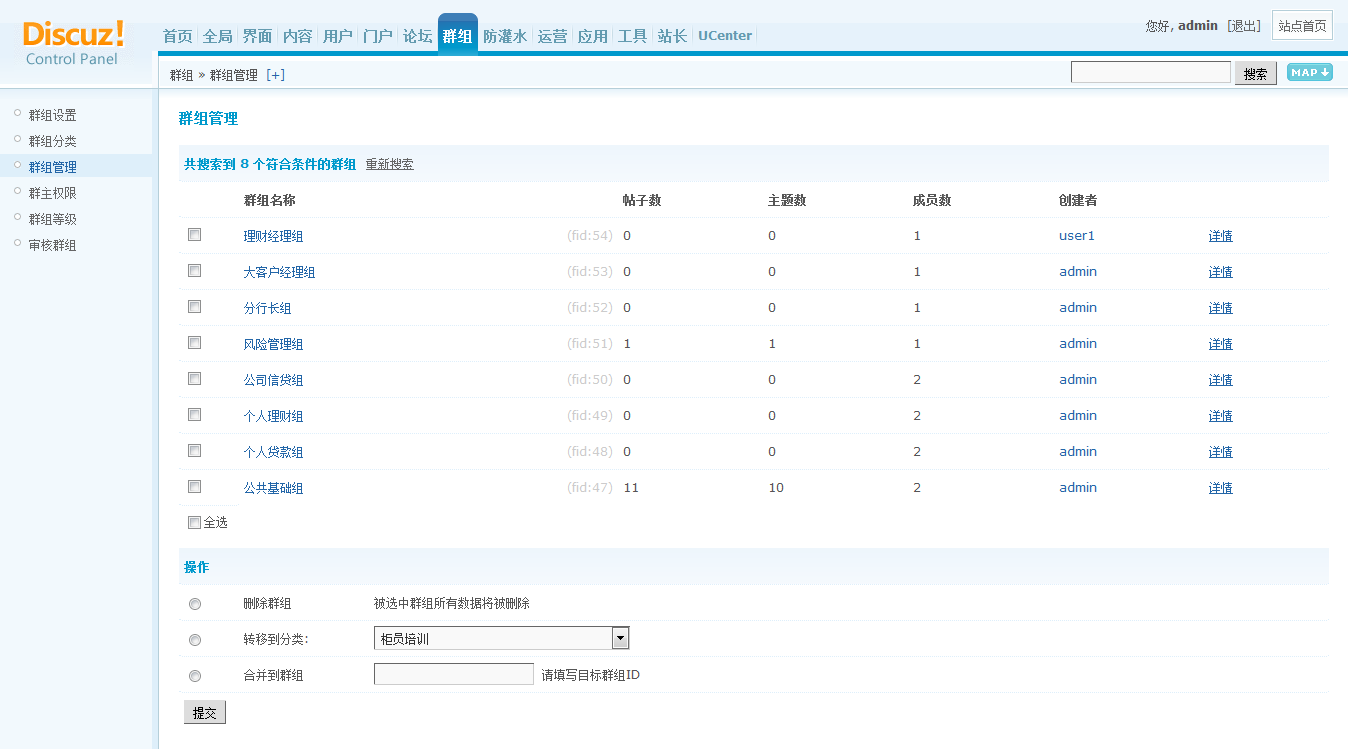 Discuz!
Control Panel
首页 全局 界面 内容 用户 门户 论坛 群组 防灌水 运营 应用 工具 站长 UCenter
您好, admin [退出] 站点首页
群组 » 群组管理 [+]
搜索 MAP
群组设置
群组分类
群组管理
群主权限
群组等级
审核群组
群组管理
共搜索到 8 个符合条件的群组 重新搜索
群组名称 帖子数 主题数 成员数 创建者
理财经理组 (fid:54) 0 0 1 user1 详情
大客户经理组 (fid:53) 0 0 1 admin 详情
分行长组 (fid:52) 0 0 1 admin 详情
风险管理组 (fid:51) 1 1 1 admin 详情
公司信贷组 (fid:50) 0 0 2 admin 详情
个人理财组 (fid:49) 0 0 2 admin 详情
个人贷款组 (fid:48) 0 0 2 admin 详情
公共基础组 (fid:47) 11 10 2 admin 详情
全选
操作
删除群组 被选中群组所有数据将被删除
转移到分类: 柜员培训
合并到群组 请填写目标群组ID
提交